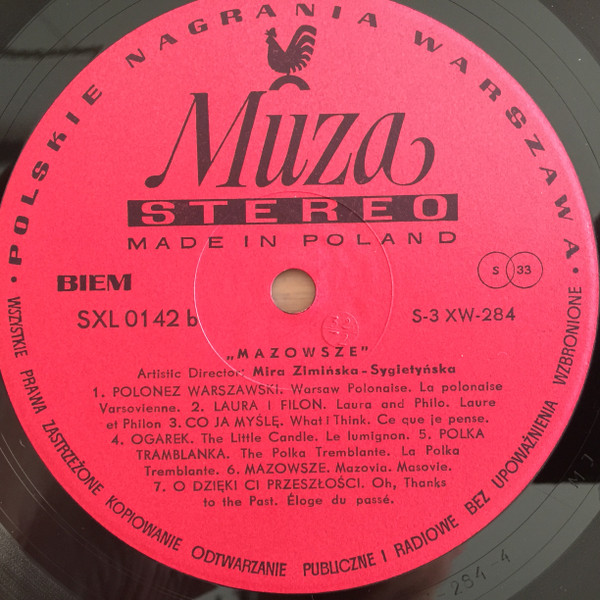 • POLSKIE NAGRANIA WARSZAWA •
Muza
STEREO
MADE IN POLAND
BIEM
S 33
SXL 0142 b
S-3 XW-284
„MAZOWSZE”
Artistic Director: Mira Zimińska-Sygietyńska
1. POLONEZ WARSZAWSKI. Warsaw Polonaise. La polonaise
Varsovienne. 2. LAURA I FILON. Laura and Philo. Laure
et Philon 3. CO JA MYŚLĘ. What I Think. Ce que je pense.
4. OGAREK. The Little Candle. Le lumignon. 5. POLKA
TRAMBLANKA. The Polka Tremblante. La Polka
Tremblante. 6. MAZOWSZE. Mazovia. Masovie.
7. O DZIĘKI CI PRZESZŁOŚCI. Oh, Thanks
to the Past. Éloge du passé.
WSZYSTKIE PRAWA ZASTRZEŻONE KOPIOWANIE ODTWARZANIE PUBLICZNE I RADIOWE BEZ UPOWAŻNIENIA WZBRONIONE